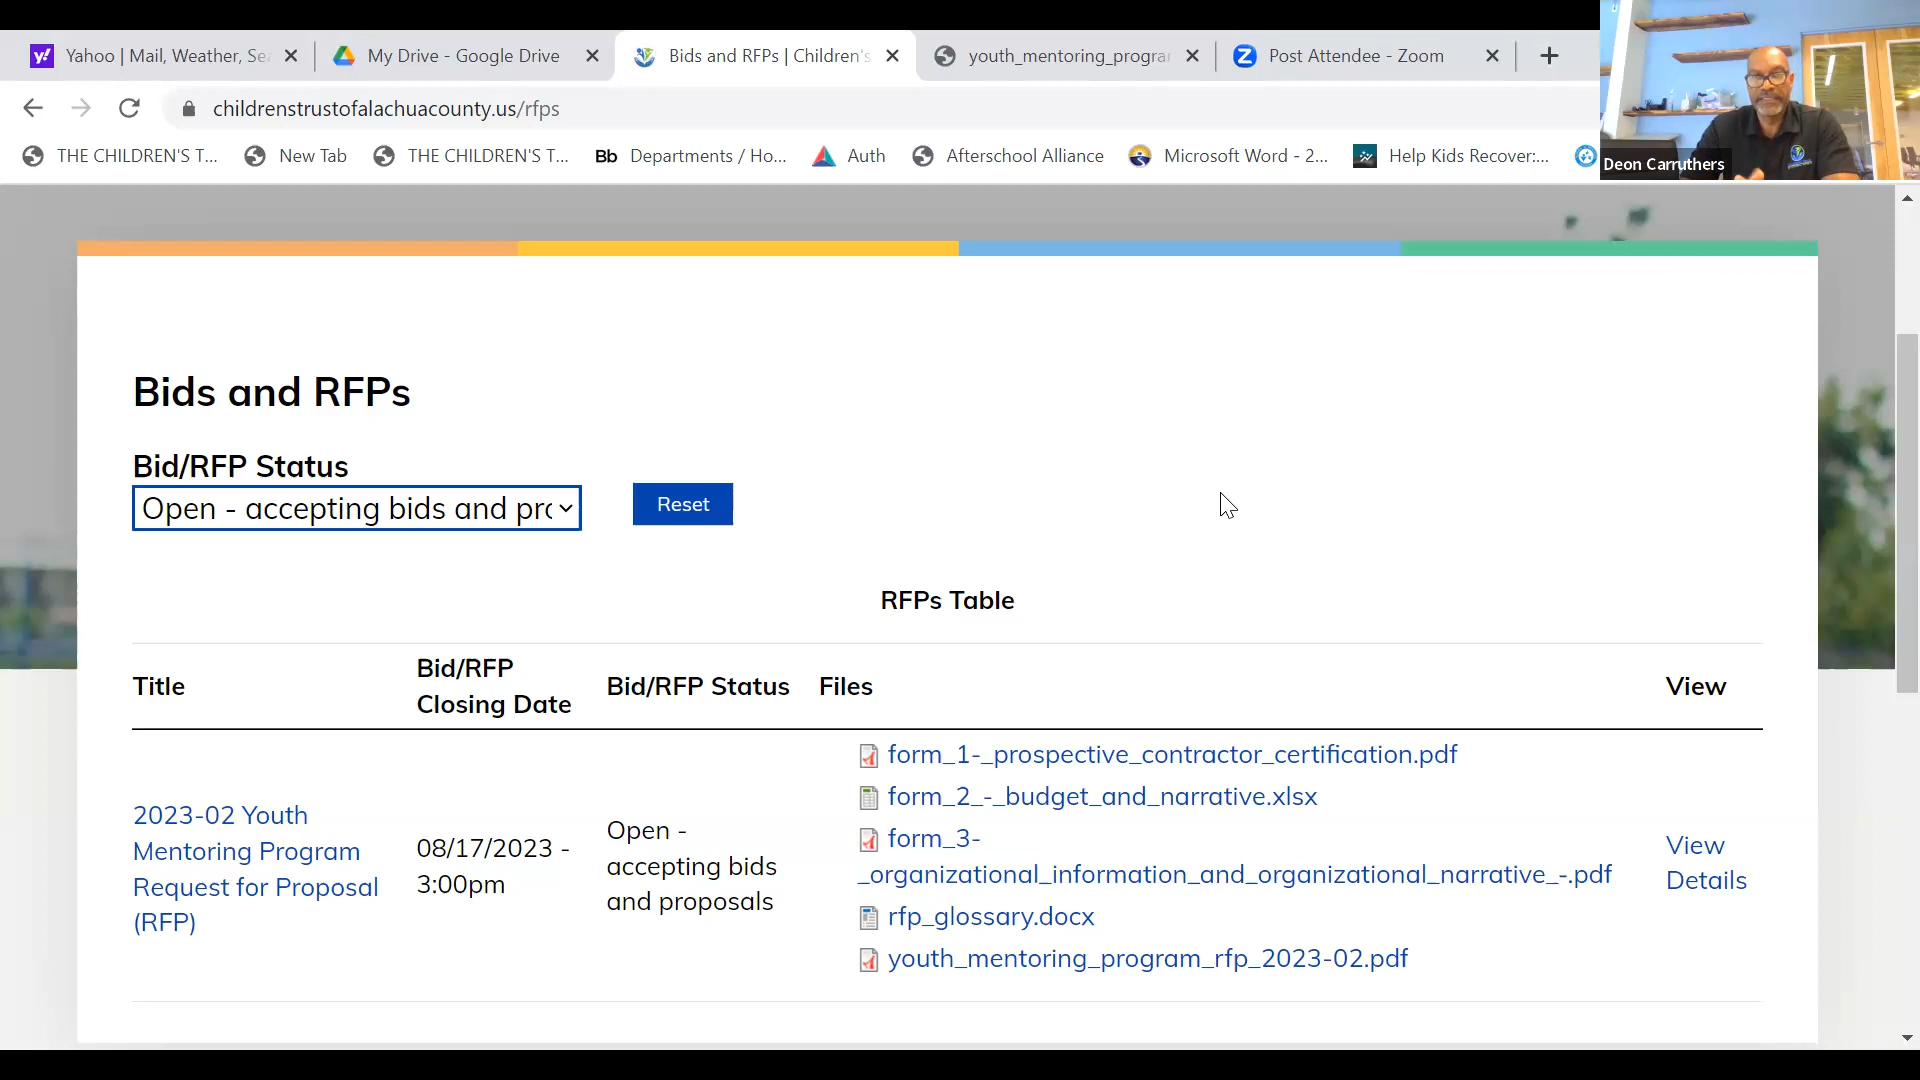 Yahoo | Mail, Weather, Se
My Drive - Google Drive
Bids and RFPs | Children's
youth_mentoring_progra
Post Attendee - Zoom
childrenstrustofalachuacounty.us/rfps
THE CHILDREN'S T...
New Tab
THE CHILDREN'S T...
Bb Departments / Ho...
Auth
Afterschool Alliance
Microsoft Word - 2...
Help Kids Recover:...
Deon Carruthers
Bids and RFPs
Bid/RFP Status
Open - accepting bids and pro
Reset
RFPs Table
Title
Bid/RFP
Closing Date
Bid/RFP Status
Files
View
2023-02 Youth
Mentoring Program
Request for Proposal
(RFP)
08/17/2023 -
3:00pm
Open -
accepting bids
and proposals
form_1-_prospective_contractor_certification.pdf
form_2_-_budget_and_narrative.xlsx
form_3-
_organizational_information_and_organizational_narrative_-.pdf
rfp_glossary.docx
youth_mentoring_program_rfp_2023-02.pdf
View
Details